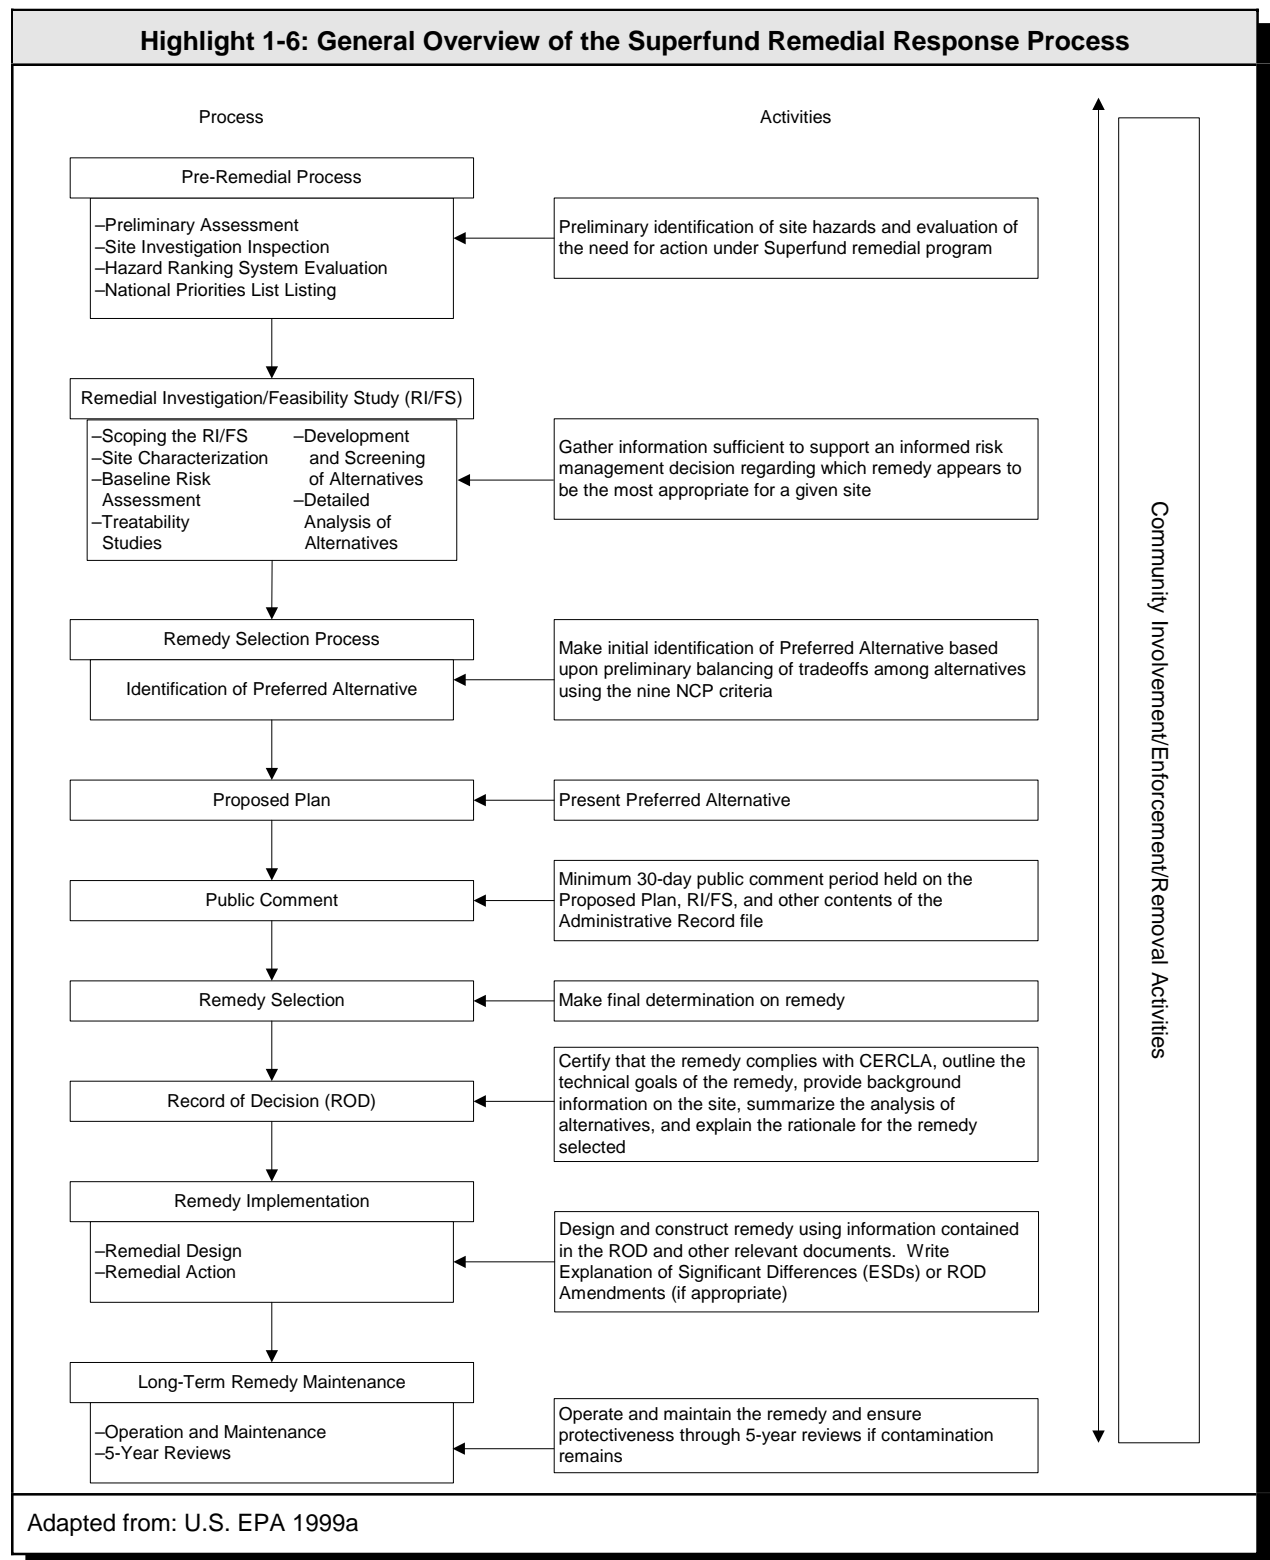 Highlight 1-6: General Overview of the Superfund Remedial Response Process
Process
Activities
Pre-Remedial Process
–Preliminary Assessment
–Site Investigation Inspection
–Hazard Ranking System Evaluation
–National Priorities List Listing
Preliminary identification of site hazards and evaluation of
the need for action under Superfund remedial program
Remedial Investigation/Feasibility Study (RI/FS)
–Scoping the RI/FS
–Site Characterization
–Baseline Risk
Assessment
–Treatability
Studies
–Development
and Screening
of Alternatives
–Detailed
Analysis of
Alternatives
Gather information sufficient to support an informed risk
management decision regarding which remedy appears to
be the most appropriate for a given site
Remedy Selection Process
Identification of Preferred Alternative
Make initial identification of Preferred Alternative based
upon preliminary balancing of tradeoffs among alternatives
using the nine NCP criteria
Proposed Plan
Present Preferred Alternative
Public Comment
Minimum 30-day public comment period held on the
Proposed Plan, RI/FS, and other contents of the
Administrative Record file
Remedy Selection
Make final determination on remedy
Record of Decision (ROD)
Certify that the remedy complies with CERCLA, outline the
technical goals of the remedy, provide background
information on the site, summarize the analysis of
alternatives, and explain the rationale for the remedy
selected
Remedy Implementation
–Remedial Design
–Remedial Action
Design and construct remedy using information contained
in the ROD and other relevant documents.  Write
Explanation of Significant Differences (ESDs) or ROD
Amendments (if appropriate)
Long-Term Remedy Maintenance
–Operation and Maintenance
–5-Year Reviews
Operate and maintain the remedy and ensure
protectiveness through 5-year reviews if contamination
remains
Community Involvement/Enforcement/Removal Activities
Adapted from: U.S. EPA 1999a